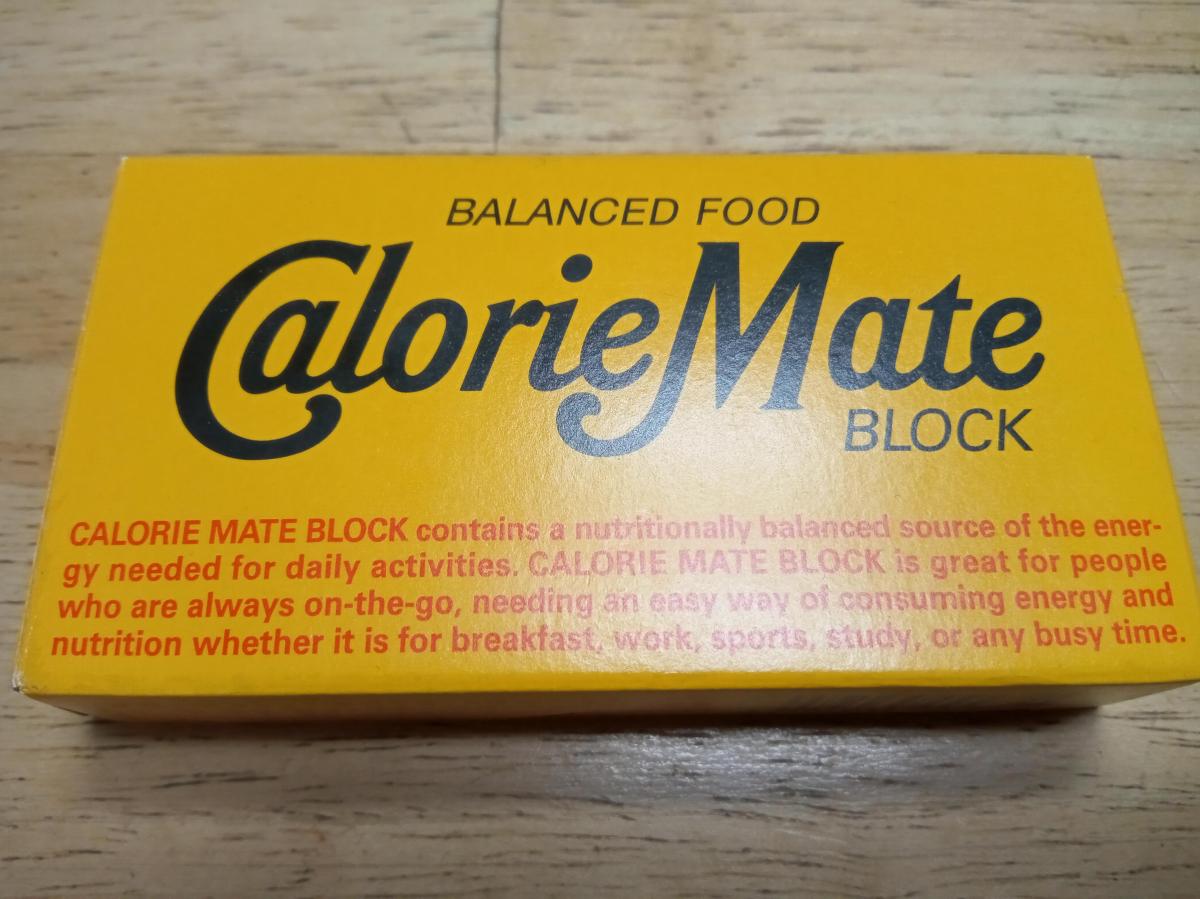 BALANCED FOOD
CalorieMate
BLOCK
CALORIE MATE BLOCK contains a nutritionally balanced source of the ener-
gy needed for daily activities. CALORIE MATE BLOCK is great for people
who are always on-the-go, needing an easy way of consuming energy and
nutrition whether it is for breakfast, work, sports, study, or any busy time.